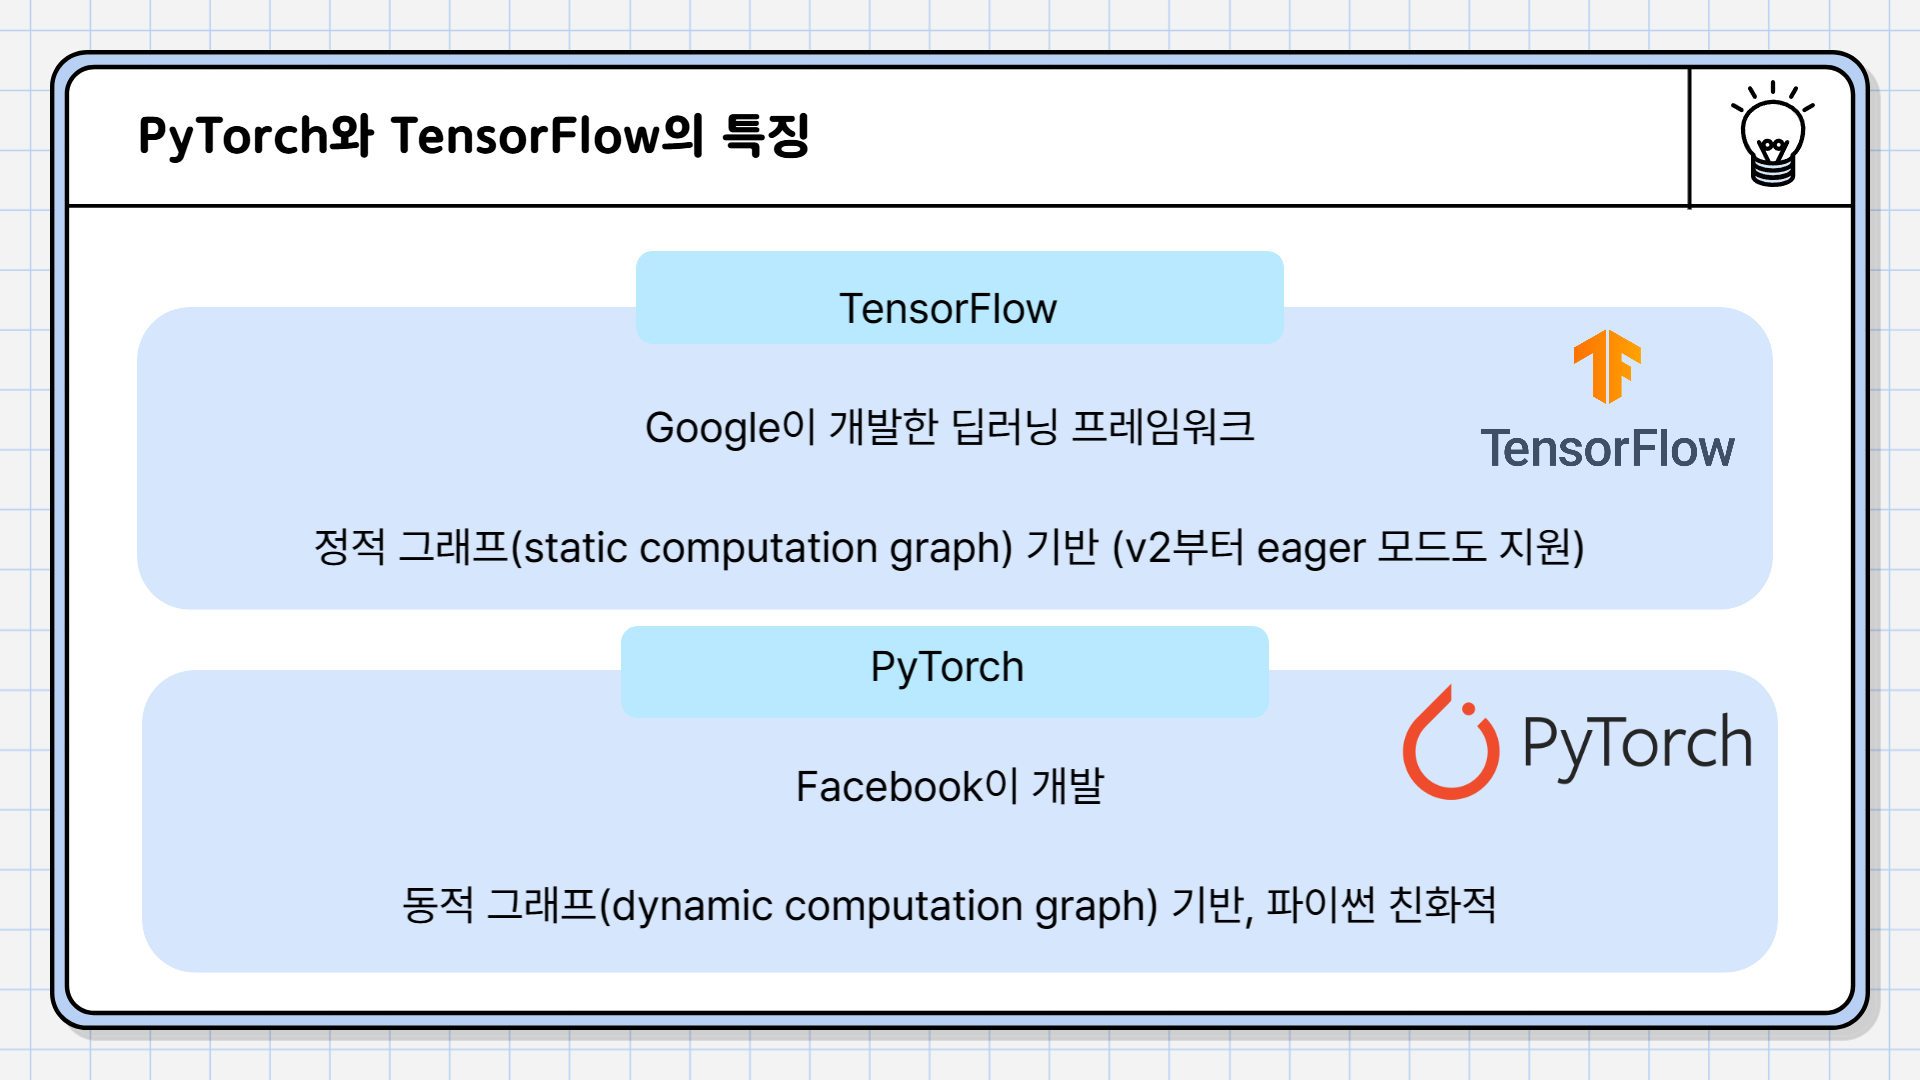 PyTorch와 TensorFlow의 특징
TensorFlow
Google이 개발한 딥러닝 프레임워크
TensorFlow
정적 그래프(static computation graph) 기반 (v2부터 eager 모드도 지원)
PyTorch
PyTorch
Facebook이 개발
동적 그래프(dynamic computation graph) 기반, 파이썬 친화적